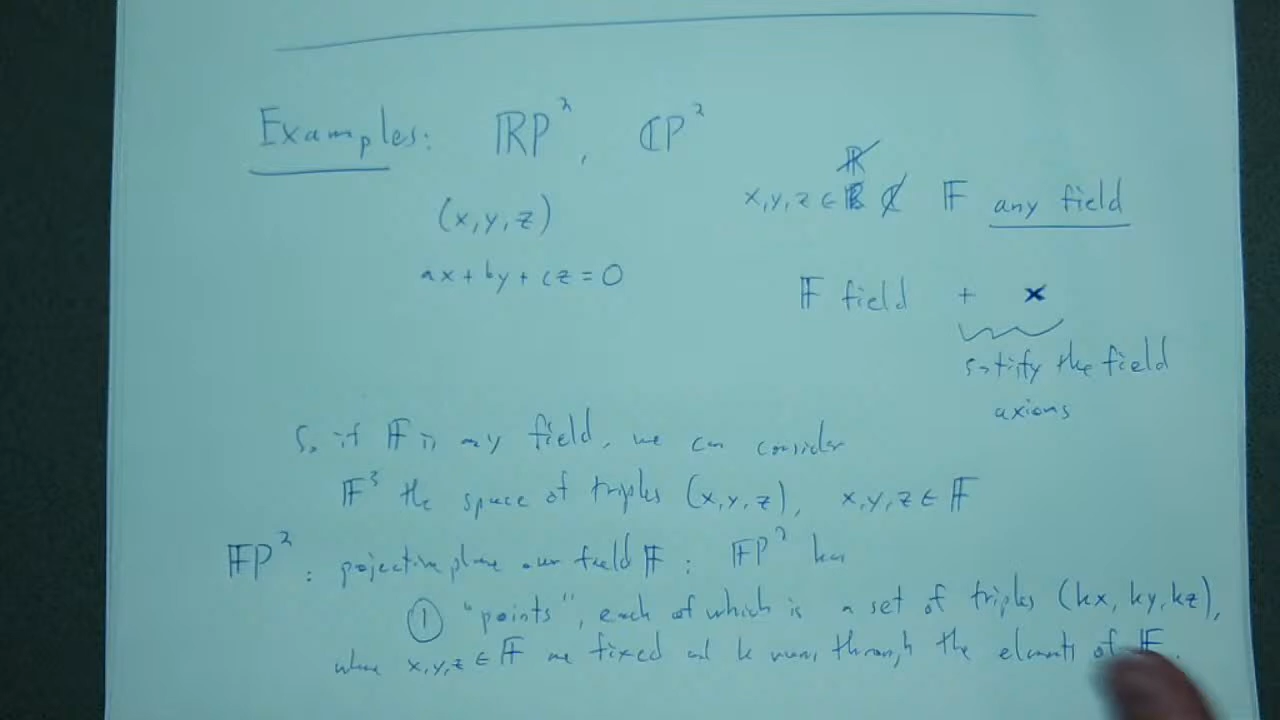 Examples: ℝP², ℂP²
(x, y, z)
x, y, z ∈ ℝ ℂ 𝔽 any field
ax + by + cz = 0
𝔽 field + ×
satisfy the field
axioms
So if 𝔽 is any field, we can consider
𝔽³ the space of triples (x, y, z), x, y, z ∈ 𝔽
𝔽P²: projective plane over field 𝔽: 𝔽P² has
① "points", each of which is a set of triples (kx, ky, kz),
where x, y, z ∈ 𝔽 are fixed and k runs through the elements of 𝔽.